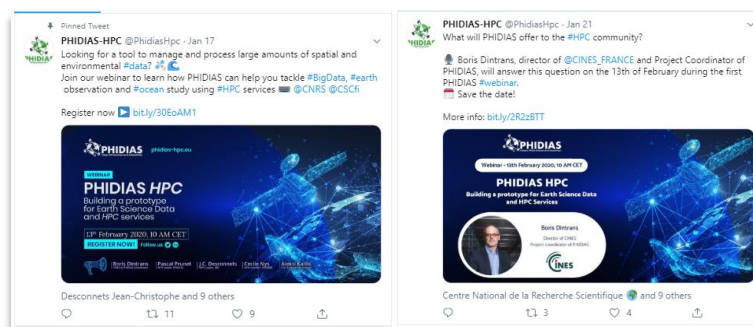 Pinned Tweet
PHIDIAS-HPC @PhidiasHpc · Jan 17
Looking for a tool to manage and process large amounts of spatial and
environmental #data?
Join our webinar to learn how PHIDIAS can help you tackle #BigData, #earth
observation and #ocean study using #HPC services @CNRS @CSCfi
Register now bit.ly/30EoAM1
PHIDIAS phidias-hpc.eu
WEBINAR
PHIDIAS HPC
Building a prototype
for Earth Science Data
and HPC services
13th February 2020, 10 AM CET
REGISTER NOW! Follow us
Boris Dintrans | Pascal Prunet | J.C. Desconnets | Cecile Nys | Aleksi Kallio
Desconnets Jean-Christophe and 9 others
11 9
PHIDIAS-HPC @PhidiasHpc · Jan 21
What will PHIDIAS offer to the #HPC community?
Boris Dintrans, director of @CINES_FRANCE and Project Coordinator of
PHIDIAS, will answer this question on the 13th of February during the first
PHIDIAS #webinar.
Save the date!
More info: bit.ly/2R2zBTT
PHIDIAS
Webinar - 13th February 2020, 10 AM CET
PHIDIAS HPC
Building a prototype for Earth Science Data
and HPC Services
Boris Dintrans
Director of CINES
Project coordinator of PHIDIAS
CINES
Centre National de la Recherche Scientifique and 9 others
3 4